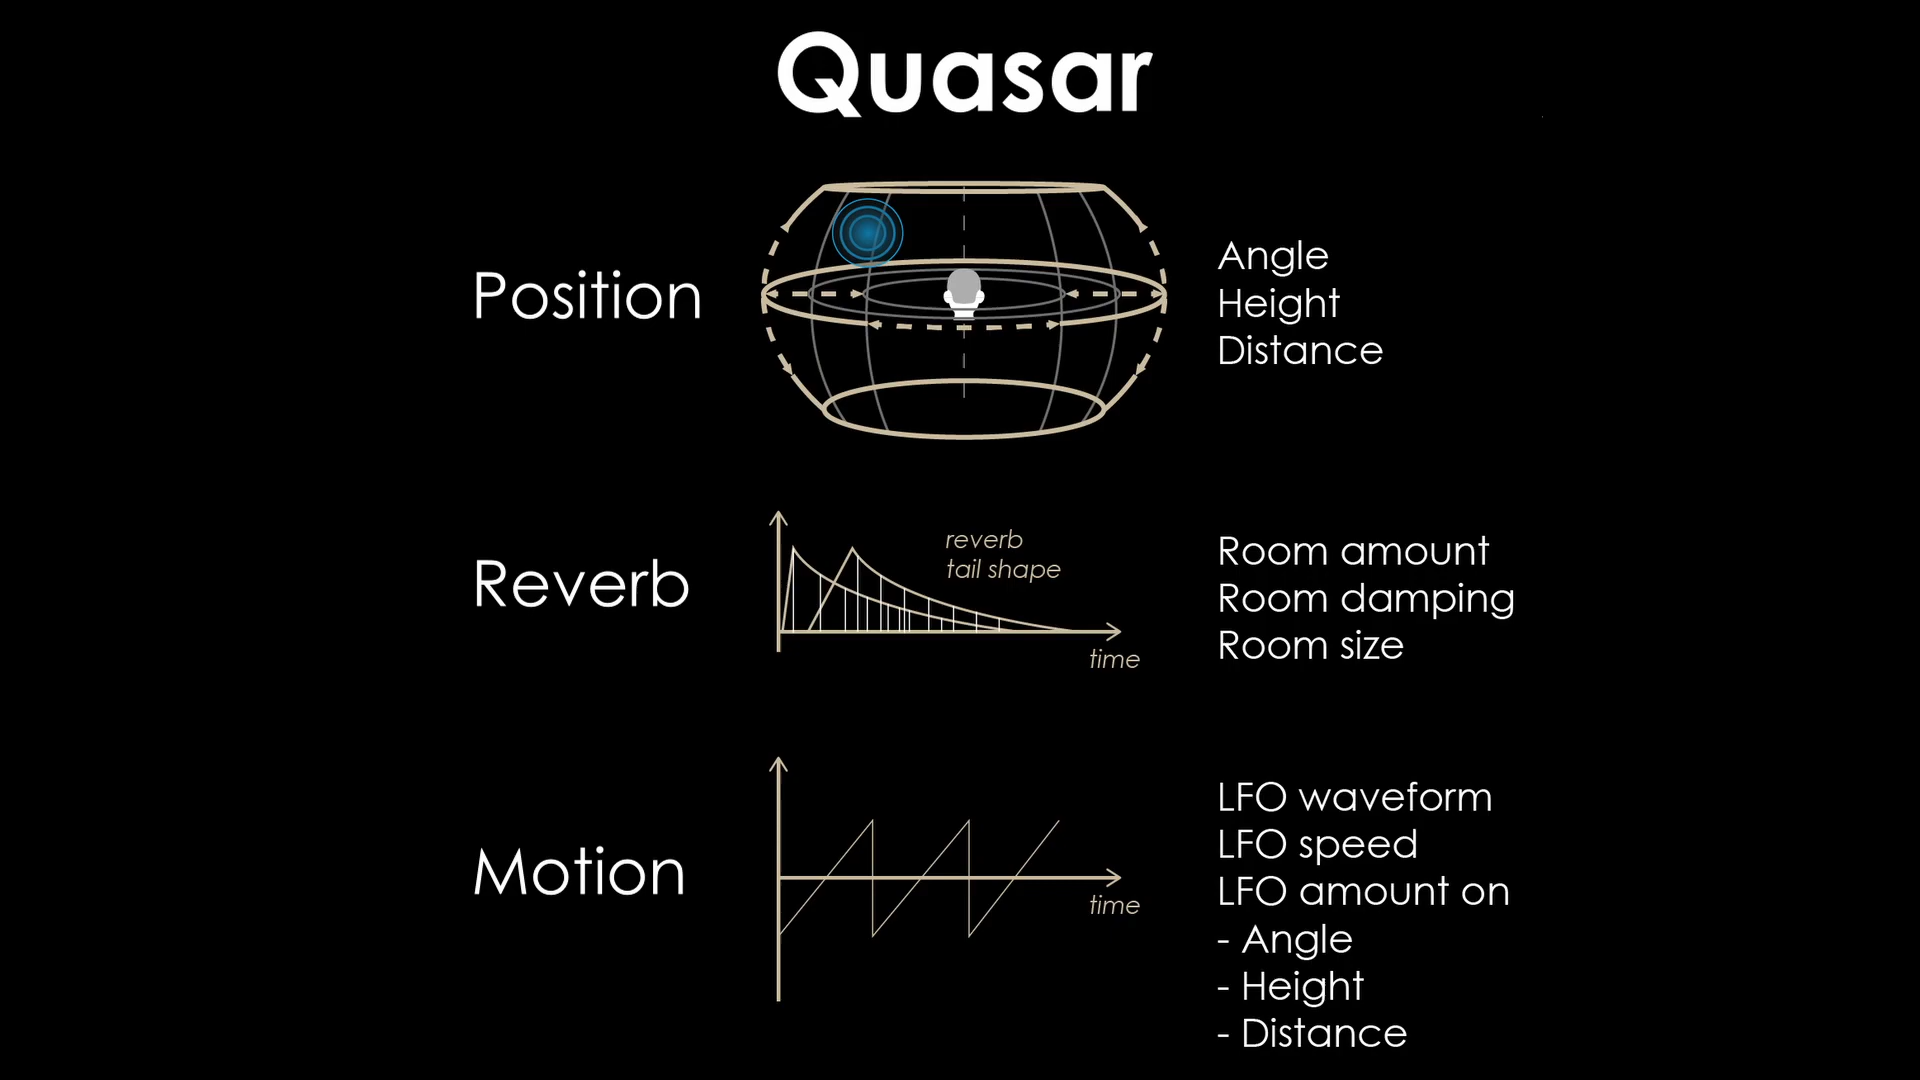 Quasar
Position
Angle
Height
Distance
Reverb
reverb
tail shape
time
Room amount
Room damping
Room size
Motion
time
LFO waveform
LFO speed
LFO amount on
- Angle
- Height
- Distance